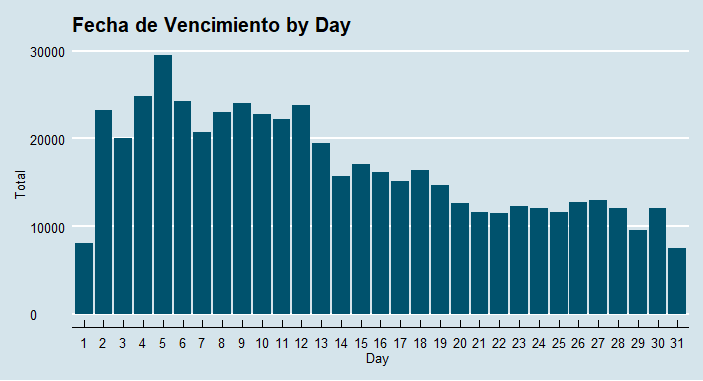 Fecha de Vencimiento by Day
30000
20000
Total
10000
0
1 2 3 4 5 6 7 8 9 10 11 12 13 14 15 16 17 18 19 20 21 22 23 24 25 26 27 28 29 30 31
Day